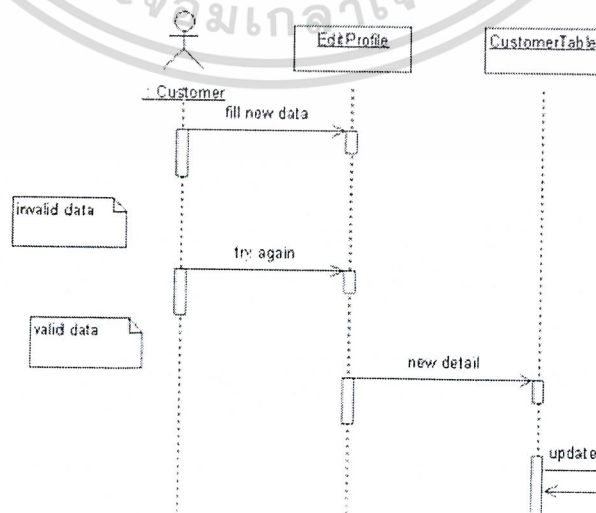 EditProfile
CustomerTable
: Customer
fill new data
invalid data
try again
valid data
new detail
update